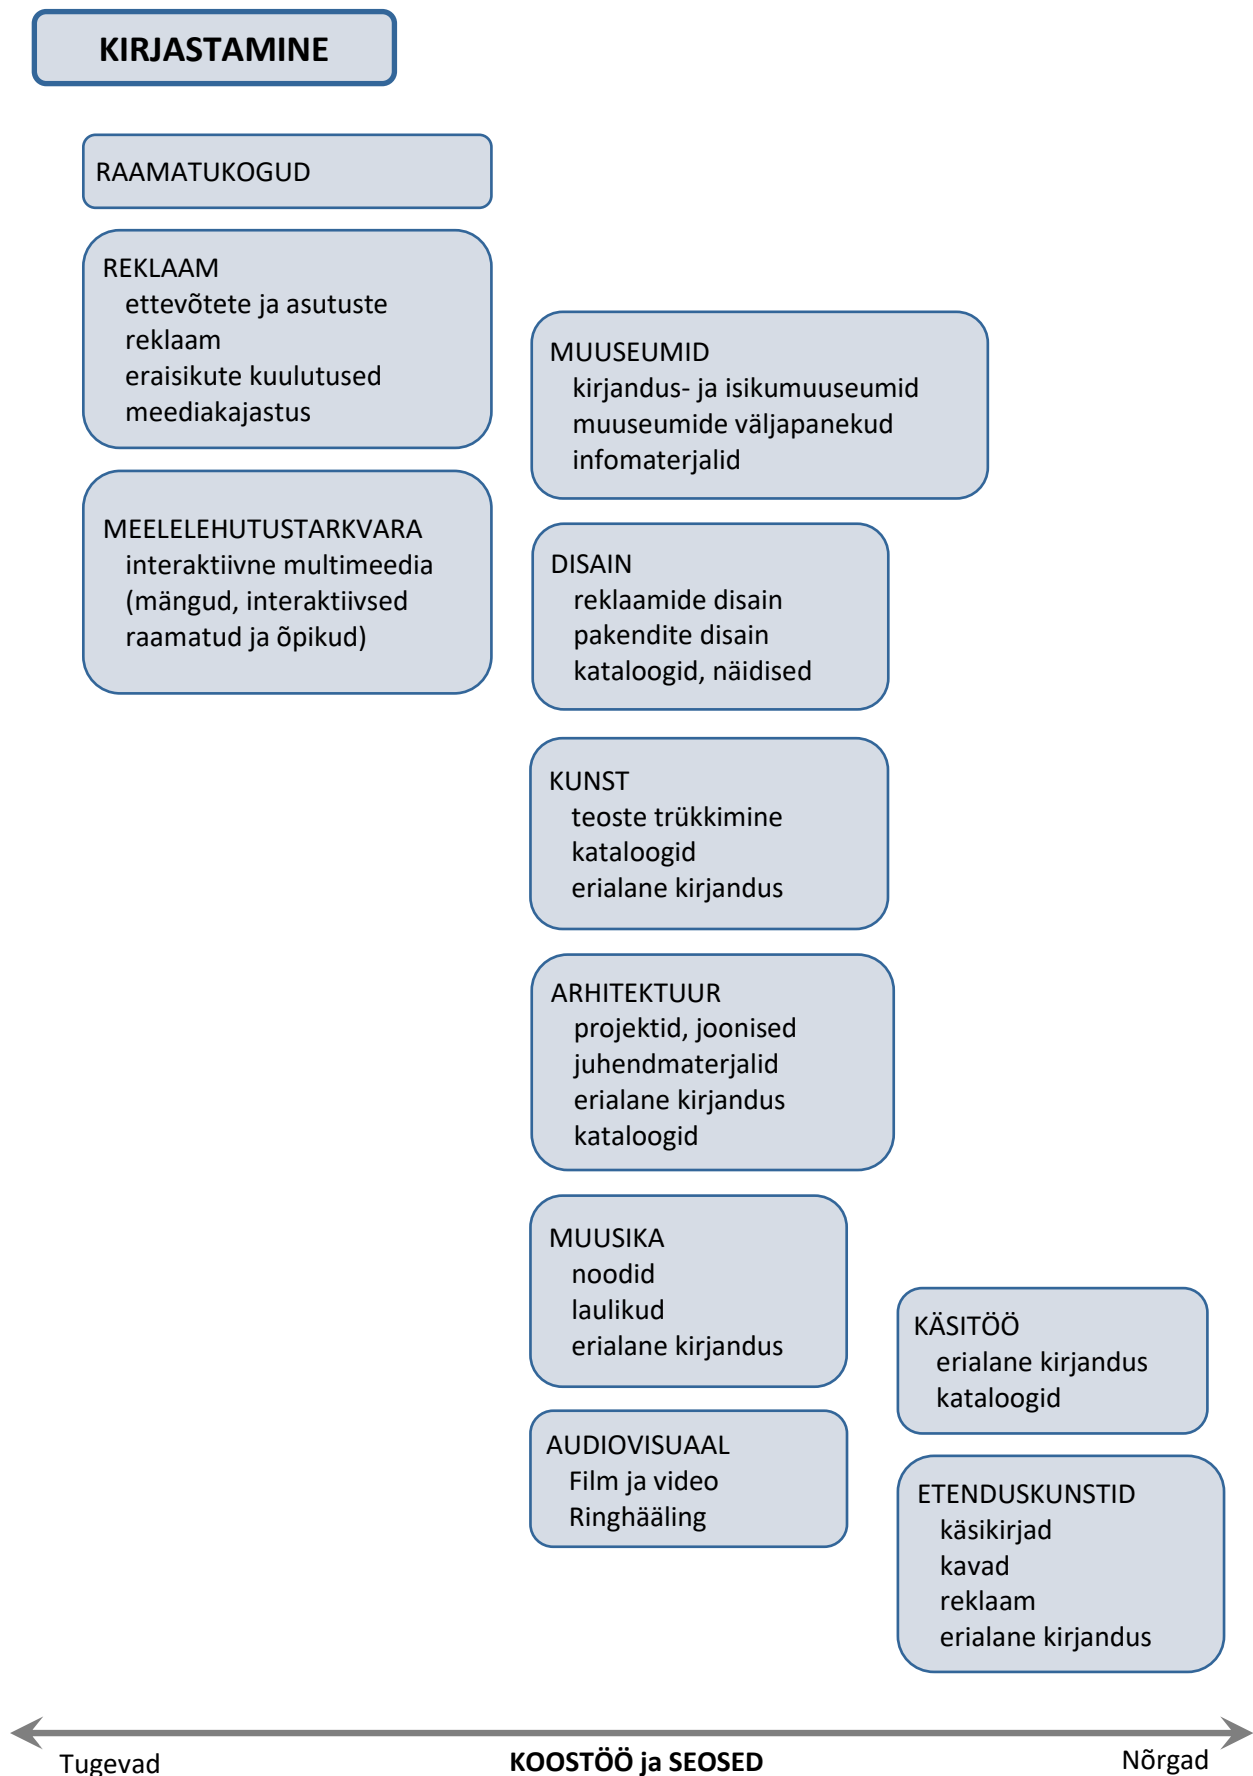 KIRJASTAMINE
RAAMATUKOGUD
REKLAAM
ettevõtete ja asutuste
reklaam
eraisikute kuulutused
meediakajastus
MUUSEUMID
kirjandus- ja isikumuuseumid
muuseumide väljapanekud
infomaterjalid
MEELELEHUTUSTARKVARA
interaktiivne multimeedia
(mängud, interaktiivsed
raamatud ja õpikud)
DISAIN
reklaamide disain
pakendite disain
kataloogid, näidised
KUNST
teoste trükkimine
kataloogid
erialane kirjandus
ARHITEKTUUR
projektid, joonised
juhendmaterjalid
erialane kirjandus
kataloogid
MUUSIKA
noodid
laulikud
erialane kirjandus
KÄSITÖÖ
erialane kirjandus
kataloogid
AUDIOVISUAAL
Film ja video
Ringhääling
ETENDUSKUNSTID
käsikirjad
kavad
reklaam
erialane kirjandus
Tugevad
KOOSTÖÖ ja SEOSED
Nõrgad